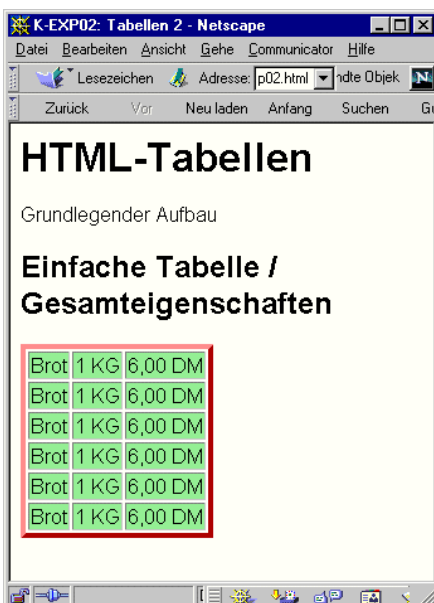 K-EXP02: Tabellen 2 - Netscape
Datei Bearbeiten Ansicht Gehe Communicator Hilfe
Lesezeichen Adresse: p02.html ndte Objek N
Zurück Vor Neu laden Anfang Suchen Gu
HTML-Tabellen
Grundlegender Aufbau
Einfache Tabelle /
Gesamteigenschaften
Brot 1 KG 6,00 DM
Brot 1 KG 6,00 DM
Brot 1 KG 6,00 DM
Brot 1 KG 6,00 DM
Brot 1 KG 6,00 DM
Brot 1 KG 6,00 DM